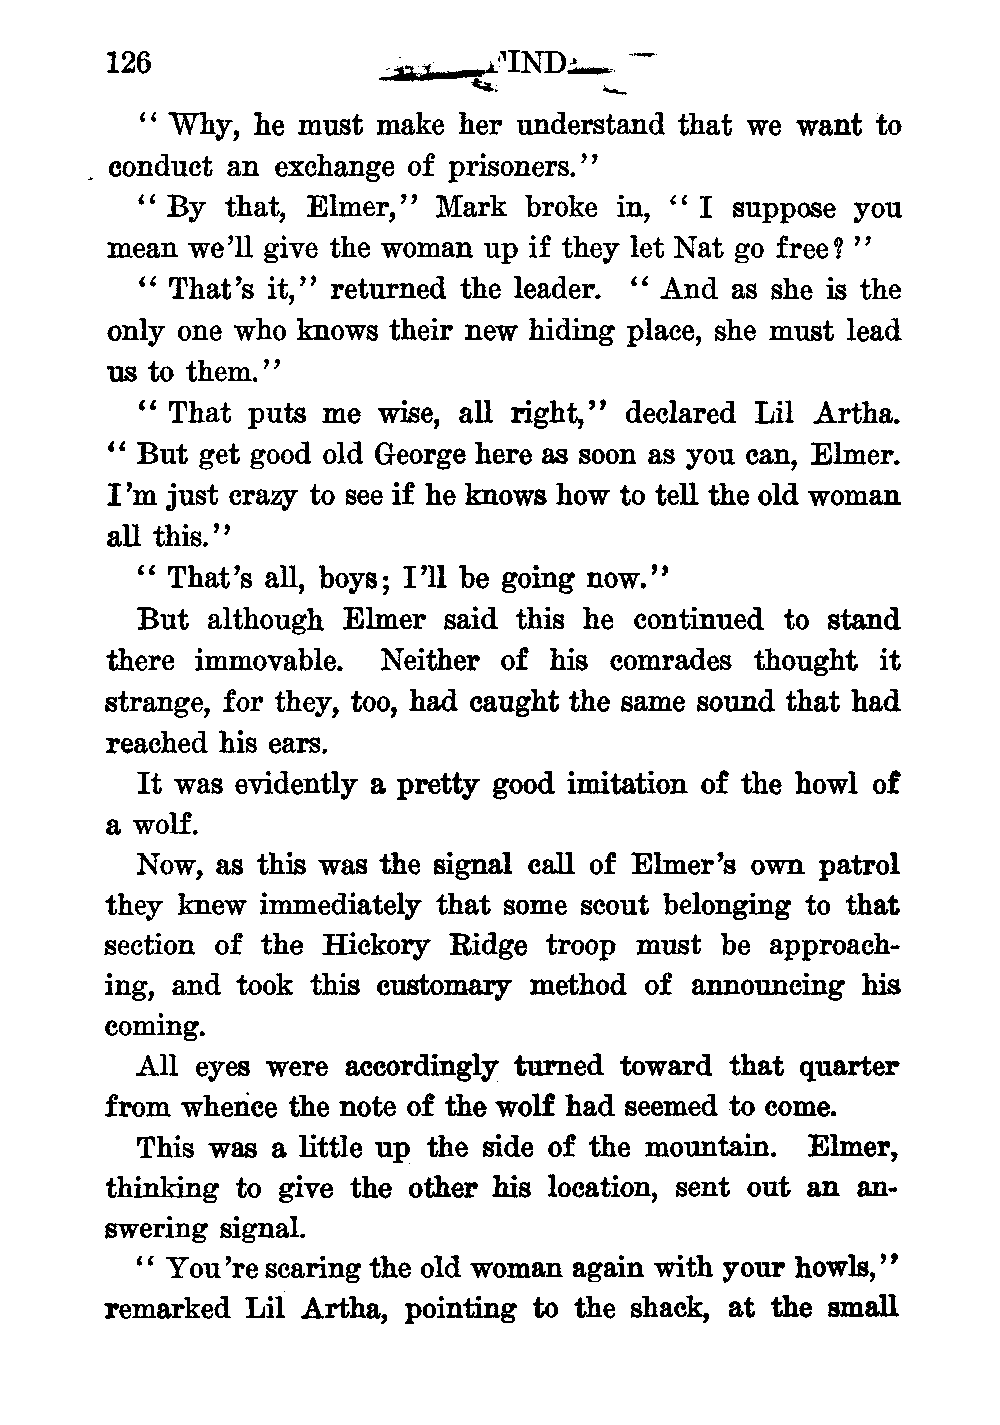 126
"Why, he must make her understand that we want to
conduct an exchange of prisoners."
"By that, Elmer," Mark broke in, "I suppose you
mean we'll give the woman up if they let Nat go free?"
"That's it," returned the leader. "And as she is the
only one who knows their new hiding place, she must lead
us to them."
"That puts me wise, all right," declared Lil Artha.
"But get good old George here as soon as you can, Elmer.
I'm just crazy to see if he knows how to tell the old woman
all this."
"That's all, boys; I'll be going now."
But although Elmer said this he continued to stand
there immovable. Neither of his comrades thought it
strange, for they, too, had caught the same sound that had
reached his ears.
It was evidently a pretty good imitation of the howl of
a wolf.
Now, as this was the signal call of Elmer's own patrol
they knew immediately that some scout belonging to that
section of the Hickory Ridge troop must be approach-
ing, and took this customary method of announcing his
coming.
All eyes were accordingly turned toward that quarter
from whence the note of the wolf had seemed to come.
This was a little up the side of the mountain. Elmer,
thinking to give the other his location, sent out an an-
swering signal.
"You're scaring the old woman again with your howls,"
remarked Lil Artha, pointing to the shack, at the small